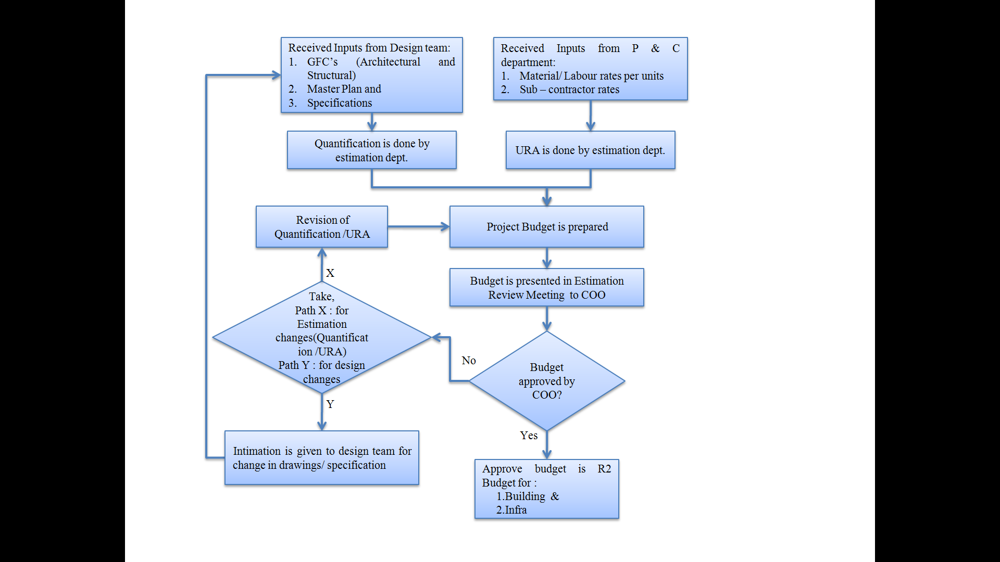 Received Inputs from Design team:
1. GFC's (Architectural and
Structural)
2. Master Plan and
3. Specifications
Received Inputs from P & C
department:
1. Material/ Labour rates per units
2. Sub – contractor rates
Quantification is done by
estimation dept.
URA is done by estimation dept.
Revision of
Quantification /URA
Project Budget is prepared
X
Budget is presented in Estimation
Review Meeting to COO
Take,
Path X : for
Estimation
changes(Quantificat
ion /URA)
Path Y : for design
changes
No
Budget
approved by
COO?
Y
Yes
Intimation is given to design team for
change in drawings/ specification
Approve budget is R2
Budget for :
1.Building &
2.Infra